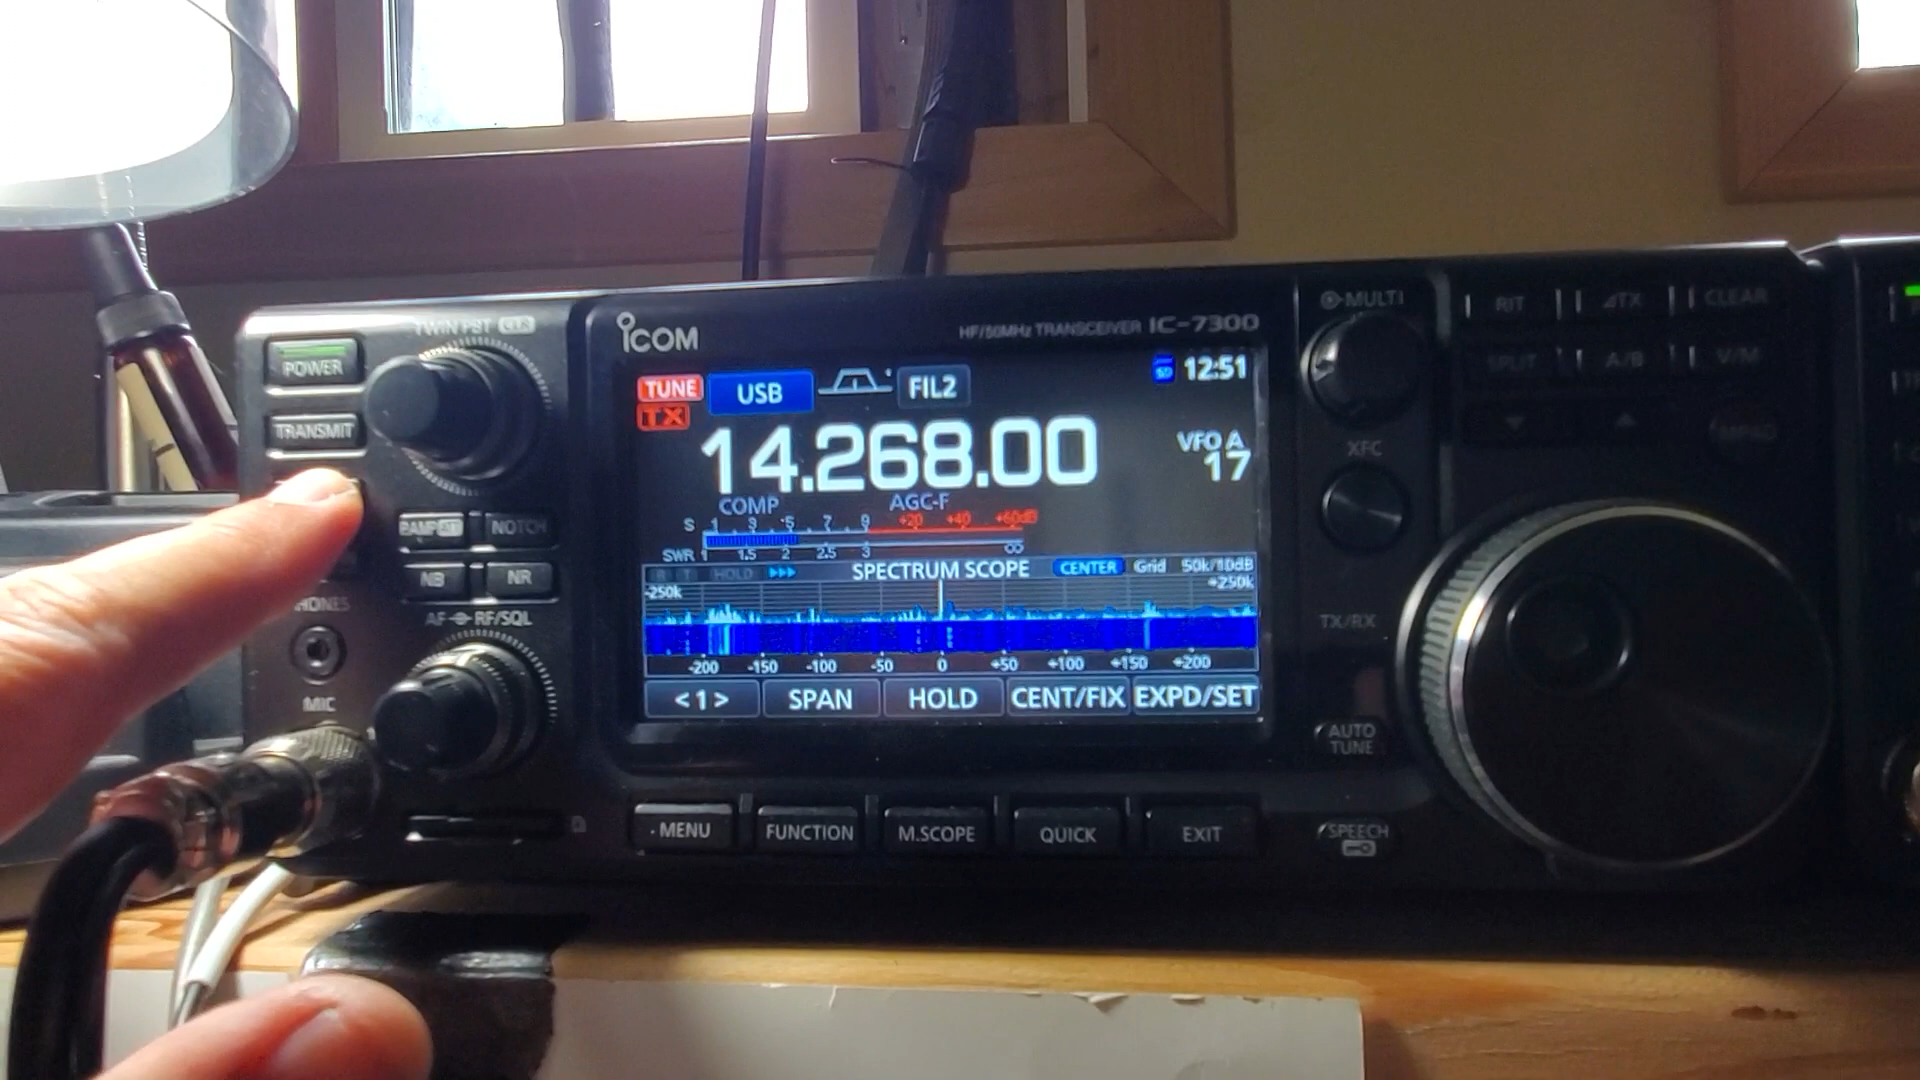 TWIN PBT CLR
ICOM
HF/50MHz TRANSCEIVER IC-7300
MULTI
RIT ΔTX CLEAR
POWER
TUNE USB FIL2 SD 12:51
SPLIT A/B V/M
TX
TRANSMIT
14.268.00 VFO A
17
XFC
COMP AGC-F
S 1 3 5 7 9 +20 +40 +60dB
P.AMP ATT NOTCH
SWR 1 1.5 2 2.5 3 ∞
HOLD SPECTRUM SCOPE CENTER Grid 50k/10dB
NB NR
-250k +250k
AF RF/SQL
TX/RX
-200 -150 -100 -50 0 +50 +100 +150 +200
<1> SPAN HOLD CENT/FIX EXPD/SET
MIC
AUTO
TUNE
MENU FUNCTION M.SCOPE QUICK EXIT
SPEECH